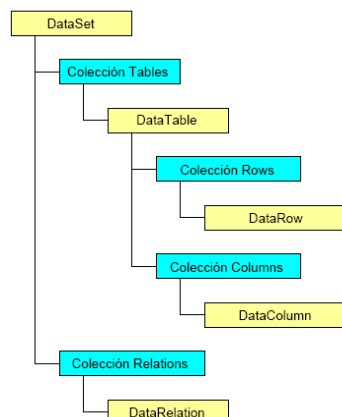 DataSet
Colección Tables
DataTable
Colección Rows
DataRow
Colección Columns
DataColumn
Colección Relations
DataRelation